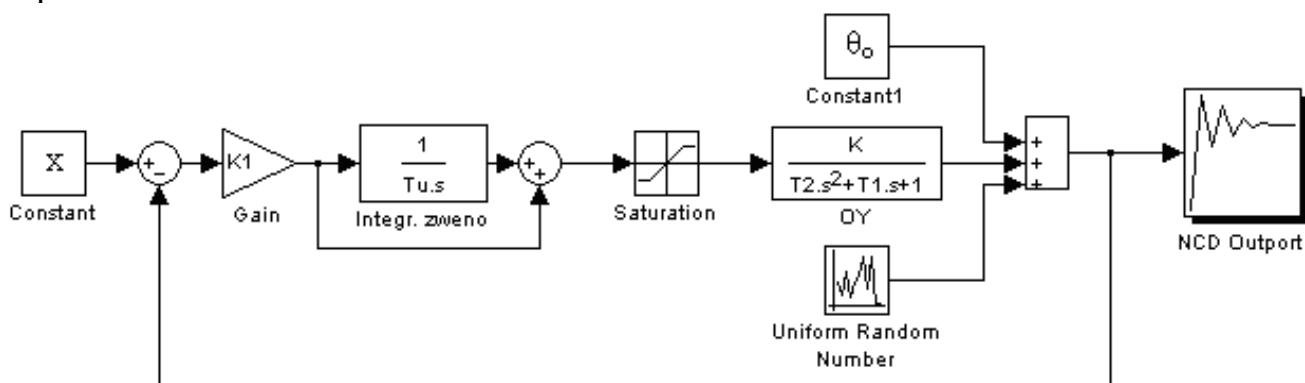 θo
Constant1
X
Constant
+
−
K1
Gain
1
Tu.s
Integr. zweno
+
+
Saturation
K
T2.s²+T1.s+1
OY
+
+
+
Uniform Random
Number
NCD Outport